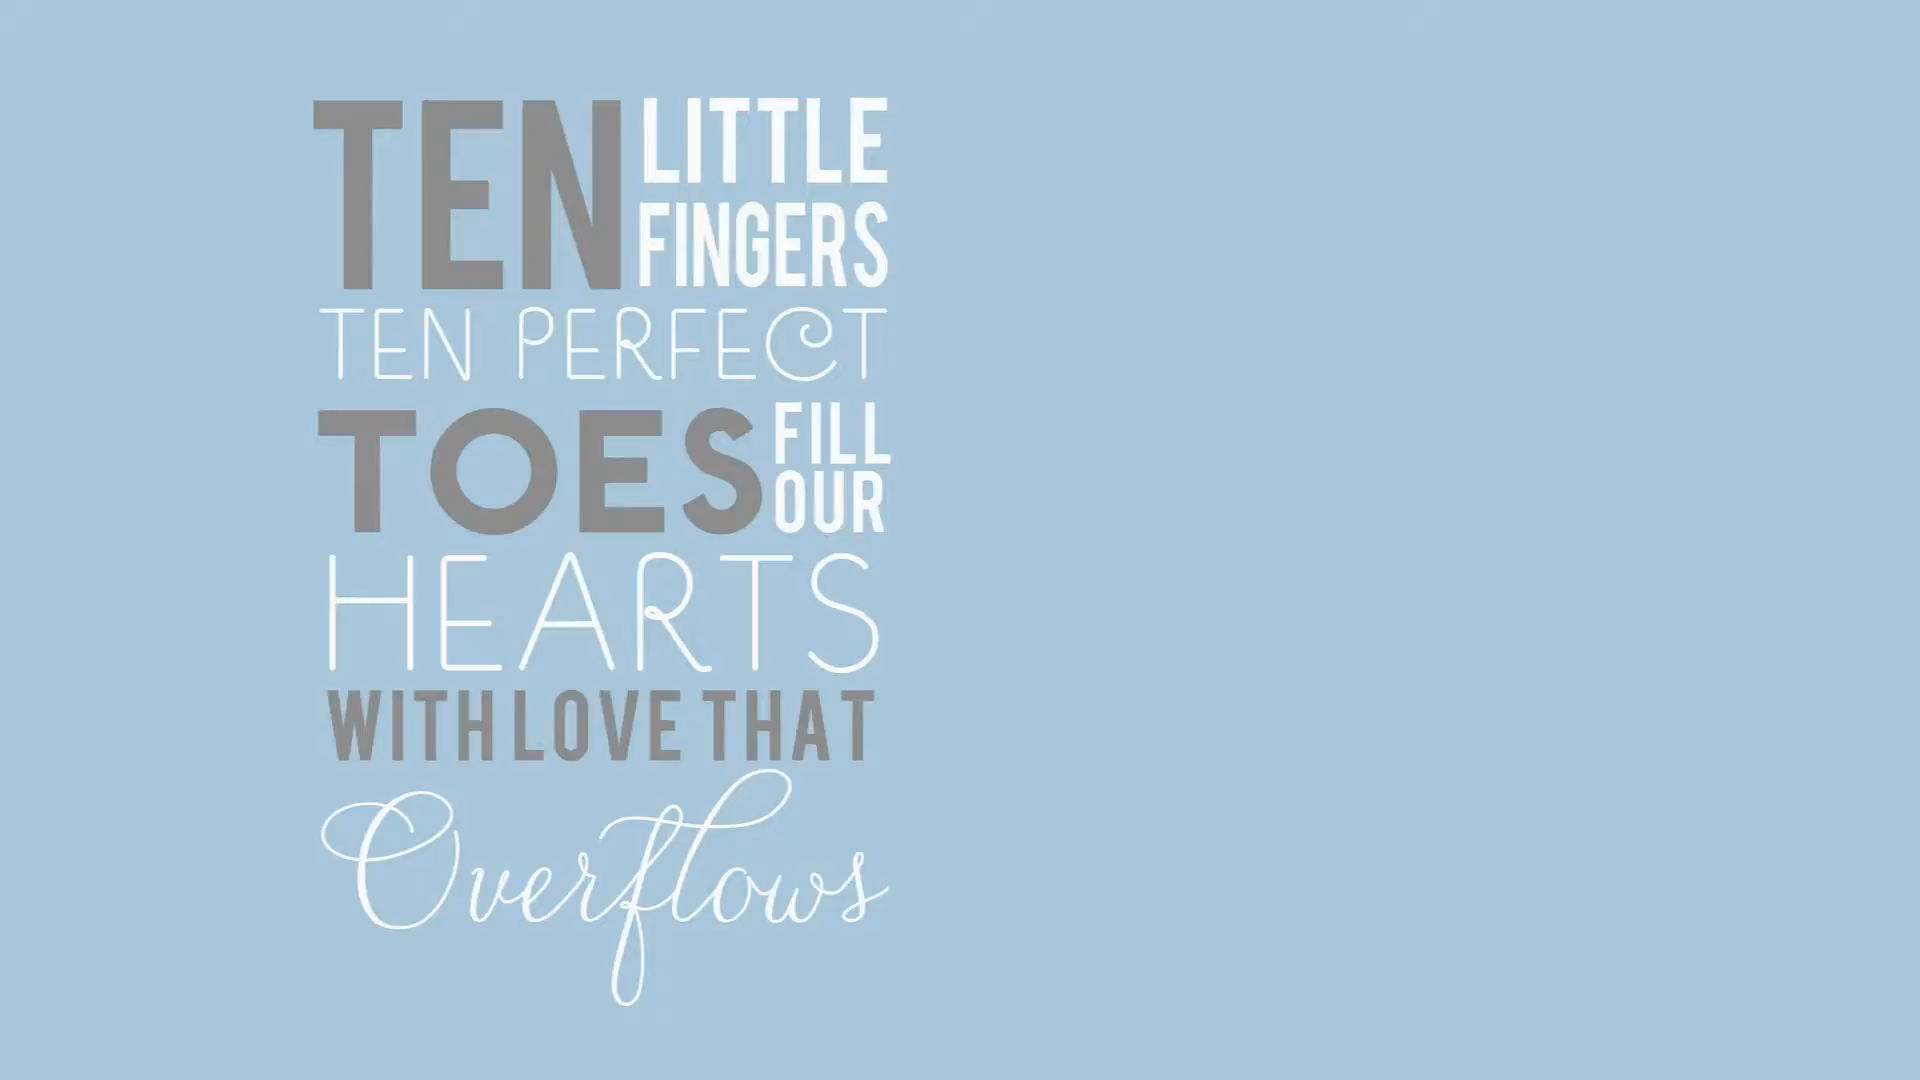 TEN LITTLE
FINGERS
TEN PERFECT
TOES FILL
OUR
HEARTS
WITH LOVE THAT
Overflows